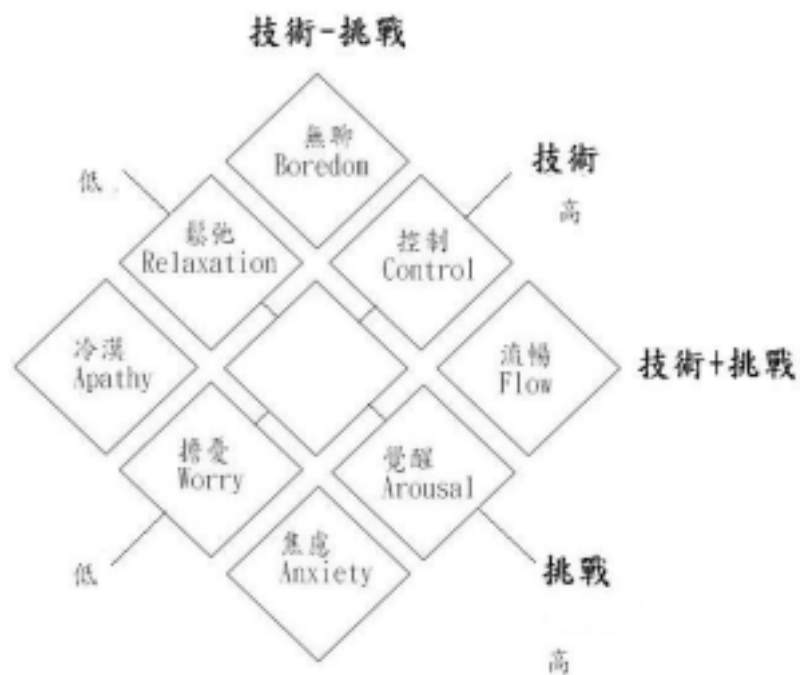 技術-挑戰
無聊
Boredom
低
技術
高
鬆弛
Relaxation
控制
Control
冷漠
Apathy
流暢
Flow
技術+挑戰
擔憂
Worry
覺醒
Arousal
低
焦慮
Anxiety
挑戰
高